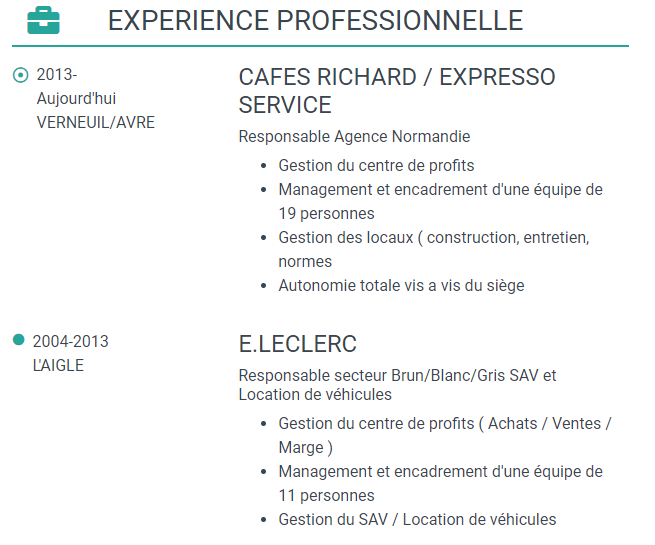 EXPERIENCE PROFESSIONNELLE
2013-
Aujourd'hui
VERNEUIL/AVRE
CAFES RICHARD / EXPRESSO
SERVICE
Responsable Agence Normandie
• Gestion du centre de profits
• Management et encadrement d'une équipe de
19 personnes
• Gestion des locaux ( construction, entretien,
normes
• Autonomie totale vis a vis du siège
2004-2013
L'AIGLE
E.LECLERC
Responsable secteur Brun/Blanc/Gris SAV et
Location de véhicules
• Gestion du centre de profits ( Achats / Ventes /
Marge )
• Management et encadrement d'une équipe de
11 personnes
• Gestion du SAV / Location de véhicules